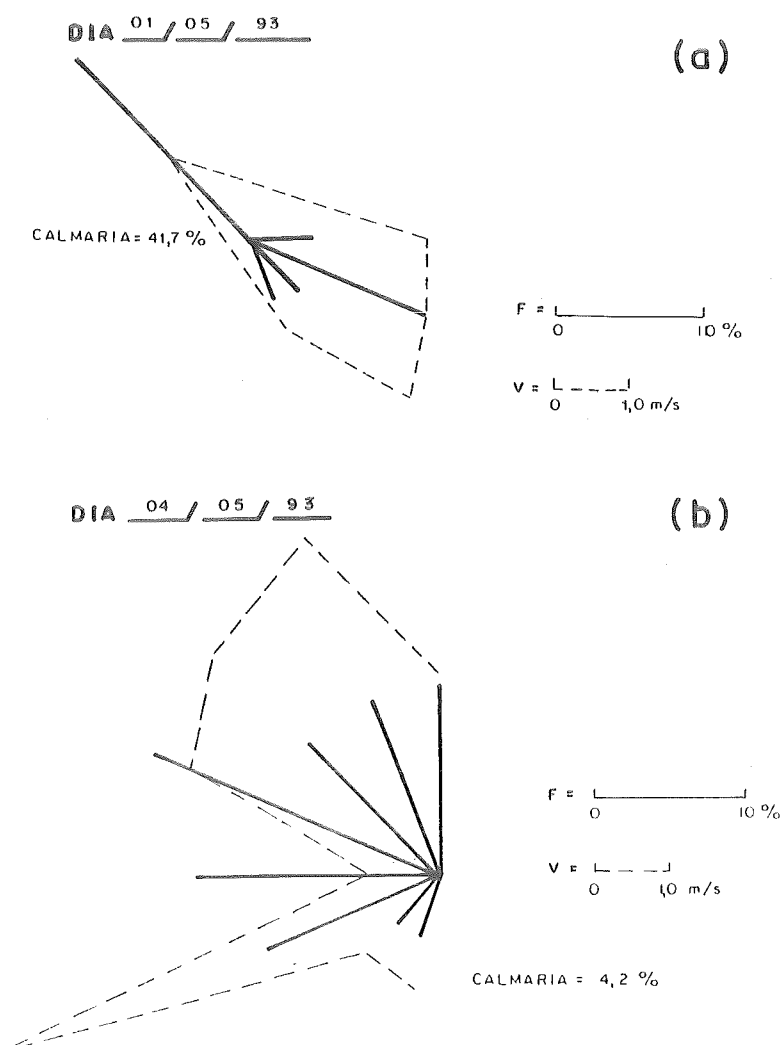 DIA 01/05/93
(a)
CALMARIA = 41,7 %
F =
0 10 %
V =
0 1,0 m/s
DIA 04/05/93
(b)
F =
0 10 %
V =
0 1,0 m/s
CALMARIA = 4,2 %